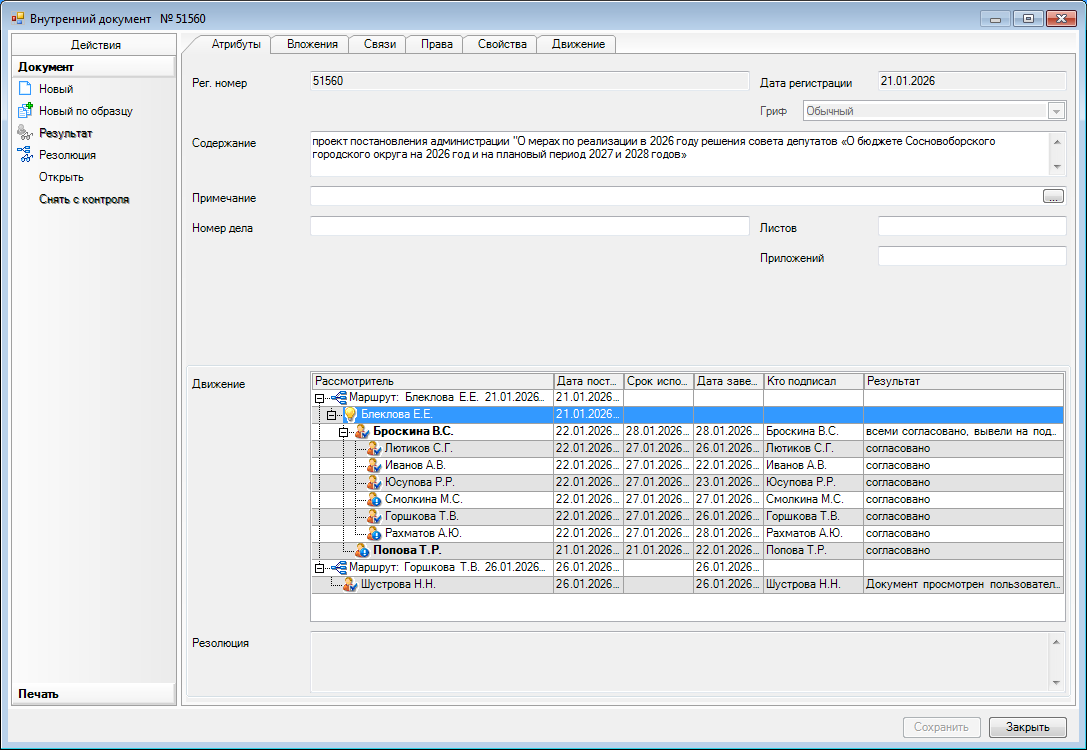 Внутренний документ № 51560
Действия
Документ
Новый
Новый по образцу
Результат
Резолюция
Открыть
Снять с контроля
Печать
Атрибуты Вложения Связи Права Свойства Движение
Рег. номер 51560 Дата регистрации 21.01.2026
Гриф Обычный
Содержание проект постановления администрации "О мерах по реализации в 2026 году решения совета депутатов «О бюджете Сосновоборского
городского округа на 2026 год и на плановый период 2027 и 2028 годов»
Примечание ...
Номер дела Листов
Приложений
Движение
Рассмотритель Дата пост... Срок испо... Дата заве... Кто подписал Результат
Маршрут: Блеклова Е.Е. 21.01.2026... 21.01.2026...
Блеклова Е.Е. 21.01.2026...
Броскина В.С. 22.01.2026... 28.01.2026... 28.01.2026... Броскина В.С. всеми согласовано, вывели на под...
Лютиков С.Г. 22.01.2026... 27.01.2026... 26.01.2026... Лютиков С.Г. согласовано
Иванов А.В. 22.01.2026... 27.01.2026... 22.01.2026... Иванов А.В. согласовано
Юсупова Р.Р. 22.01.2026... 27.01.2026... 23.01.2026... Юсупова Р.Р. согласовано
Смолкина М.С. 22.01.2026... 27.01.2026... 27.01.2026... Смолкина М.С. согласовано
Горшкова Т.В. 22.01.2026... 27.01.2026... 26.01.2026... Горшкова Т.В. согласовано
Рахматов А.Ю. 22.01.2026... 27.01.2026... 28.01.2026... Рахматов А.Ю. согласовано
Попова Т.Р. 21.01.2026... 21.01.2026... 22.01.2026... Попова Т.Р. согласовано
Маршрут: Горшкова Т.В. 26.01.2026... 26.01.2026... 26.01.2026...
Шустрова Н.Н. 26.01.2026... 26.01.2026... Шустрова Н.Н. Документ просмотрен пользовател...
Резолюция
Сохранить Закрыть